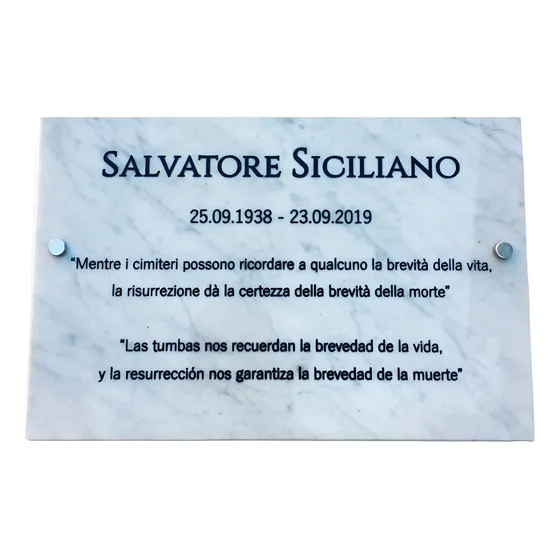 SALVATORE SICILIANO
25.09.1938 - 23.09.2019
“Mentre i cimiteri possono ricordare a qualcuno la brevità della vita,
la risurrezione dà la certezza della brevità della morte”
“Las tumbas nos recuerdan la brevedad de la vida,
y la resurrección nos garantiza la brevedad de la muerte”